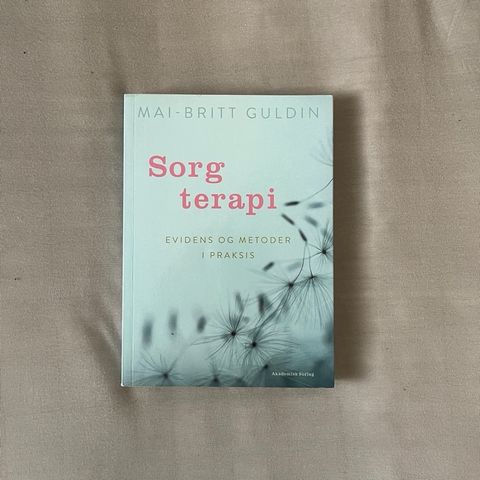 MAI-BRITT GULDIN
Sorg
terapi
EVIDENS OG METODER
I PRAKSIS
Akademisk Forlag